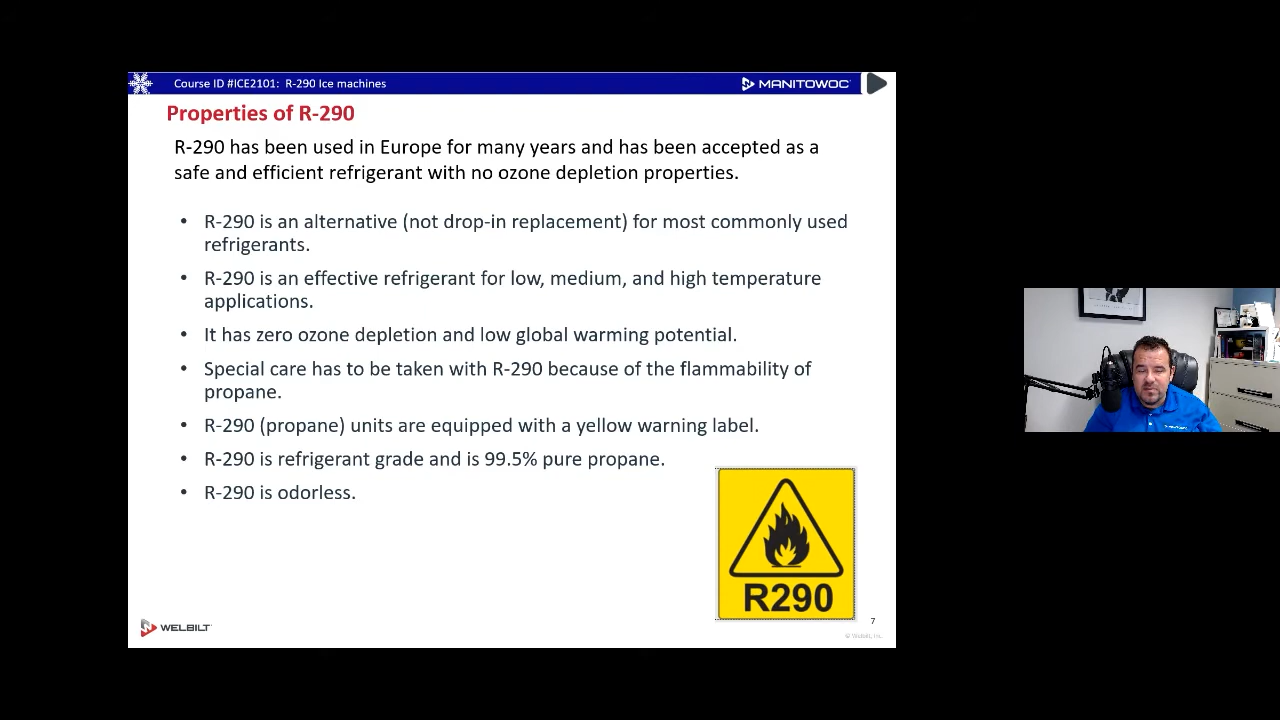 Course ID #ICE2101: R-290 Ice machines
MANITOWOC
Properties of R-290
R-290 has been used in Europe for many years and has been accepted as a
safe and efficient refrigerant with no ozone depletion properties.
• R-290 is an alternative (not drop-in replacement) for most commonly used
refrigerants.
• R-290 is an effective refrigerant for low, medium, and high temperature
applications.
• It has zero ozone depletion and low global warming potential.
• Special care has to be taken with R-290 because of the flammability of
propane.
• R-290 (propane) units are equipped with a yellow warning label.
• R-290 is refrigerant grade and is 99.5% pure propane.
• R-290 is odorless.
R290
WELBILT
7
© Welbilt, Inc.